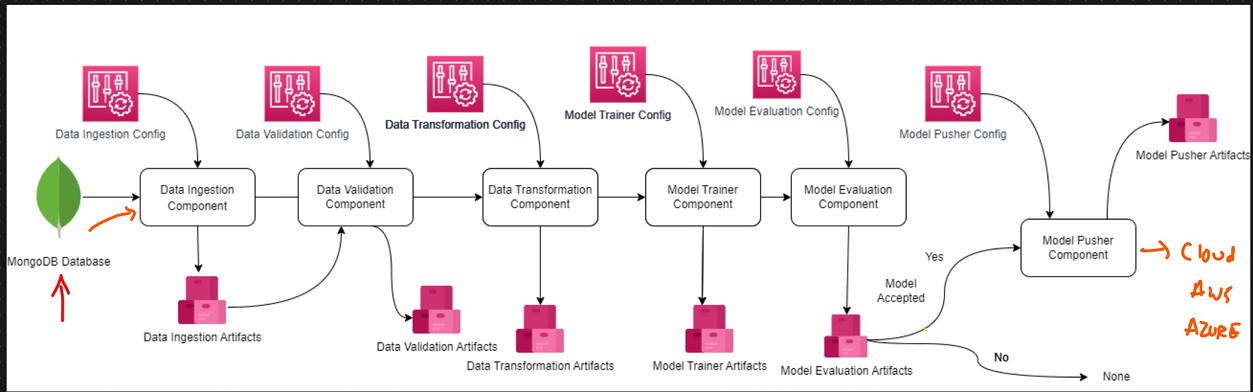 Data Ingestion Config
Data Validation Config
Data Transformation Config
Model Trainer Config
Model Evaluation Config
Model Pusher Config
Model Pusher Artifacts
MongoDB Database
Data Ingestion
Component
Data Validation
Component
Data Transformation
Component
Model Trainer
Component
Model Evaluation
Component
Model Pusher
Component
Yes
Model
Accepted
No
None
Data Ingestion Artifacts
Data Validation Artifacts
Data Transformation Artifacts
Model Trainer Artifacts
Model Evaluation Artifacts
Cloud
AWS
AZURE